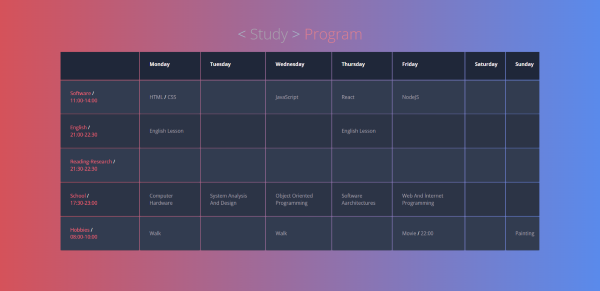 < Study > Program
Monday Tuesday Wednesday Thursday Friday Saturday Sunday
Software /
11:00-14:00
HTML / CSS JavaScript React NodeJS
English /
21:00-22:30
English Lesson English Lesson
Reading-Research /
21:30-22:30
School /
17:30-23:00
Computer
Hardware
System Analysis
And Design
Object Oriented
Programming
Software
Aarchitectures
Web And Internet
Programming
Hobbies /
09:00-10:00
Walk Walk Movie / 22:00 Painting